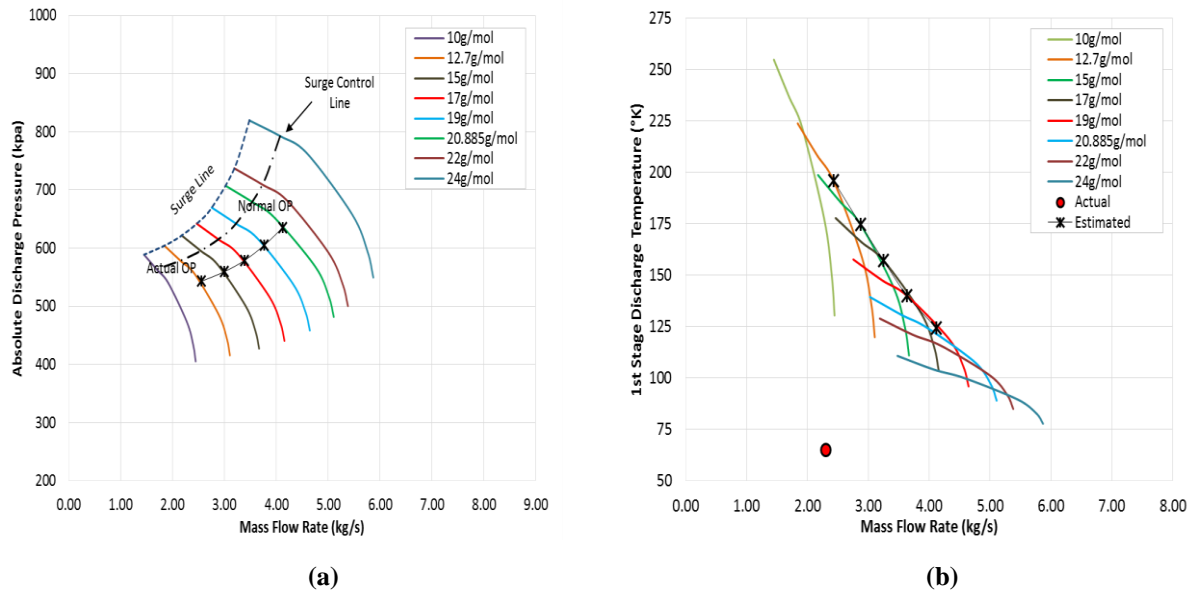 1000
900
800
700
600
500
400
300
200
Absolute Discharge Pressure (kpa)
0.00 1.00 2.00 3.00 4.00 5.00 6.00 7.00 8.00 9.00
Mass Flow Rate (kg/s)
Surge Line
Surge Control
Line
Normal OP
Actual OP
10g/mol
12.7g/mol
15g/mol
17g/mol
19g/mol
20.885g/mol
22g/mol
24g/mol
(a)
275
250
225
200
175
150
125
100
75
50
1st Stage Discharge Temperature (°K)
0.00 1.00 2.00 3.00 4.00 5.00 6.00 7.00 8.00
Mass Flow Rate (kg/s)
10g/mol
12.7g/mol
15g/mol
17g/mol
19g/mol
20.885g/mol
22g/mol
24g/mol
Actual
Estimated
(b)